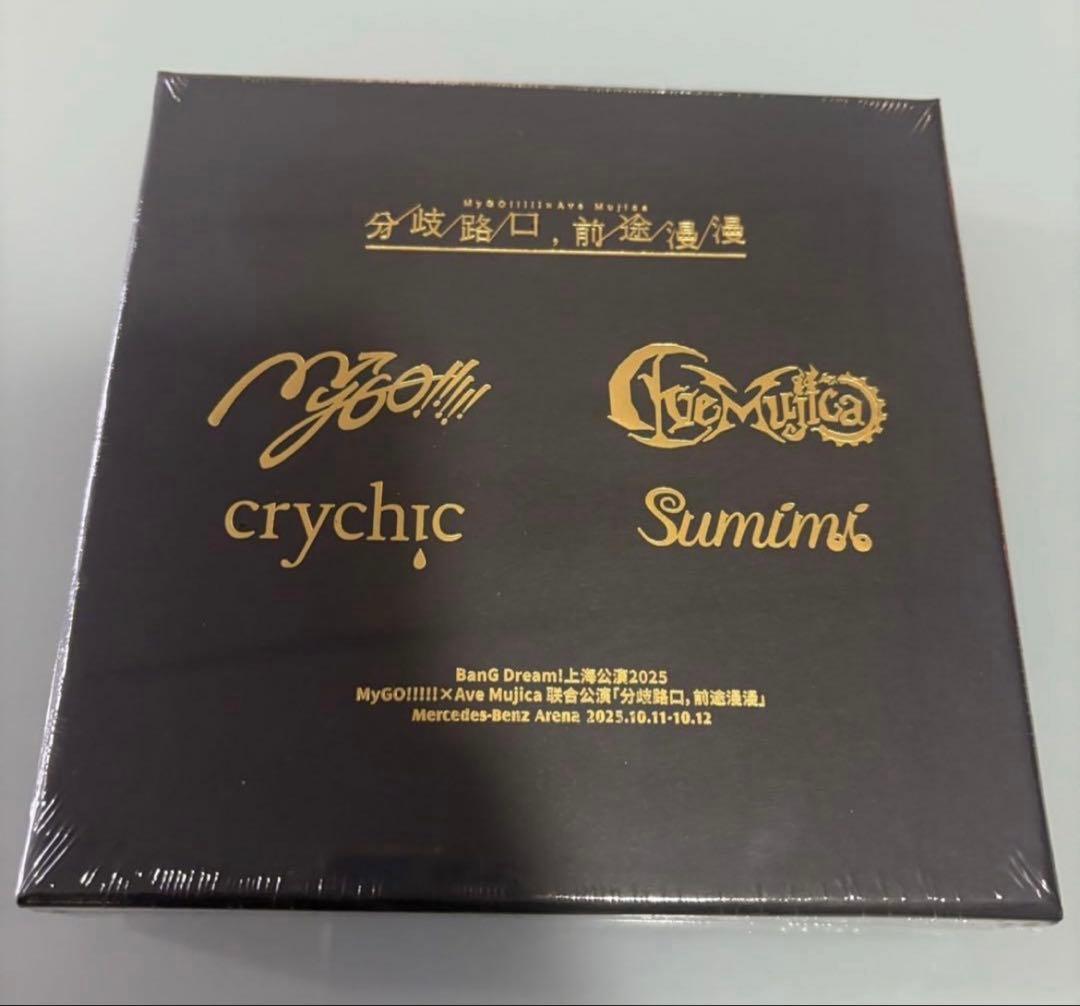 MyGO!!!!!×Ave Mujica
分歧路口，前途漫漫
MyGO!!!!!
Ave Mujica
crychic
Sumimi
BanG Dream!上海公演2025
MyGO!!!!!×Ave Mujica 联合公演「分歧路口，前途漫漫」
Mercedes-Benz Arena 2025.10.11-10.12